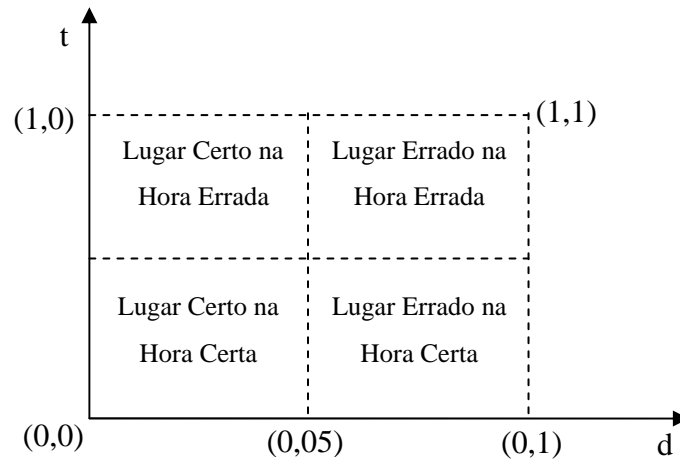 t
(1,0)
(1,1)
Lugar Certo na
Hora Errada
Lugar Errado na
Hora Errada
Lugar Certo na
Hora Certa
Lugar Errado na
Hora Certa
(0,0)
(0,05)
(0,1)
d